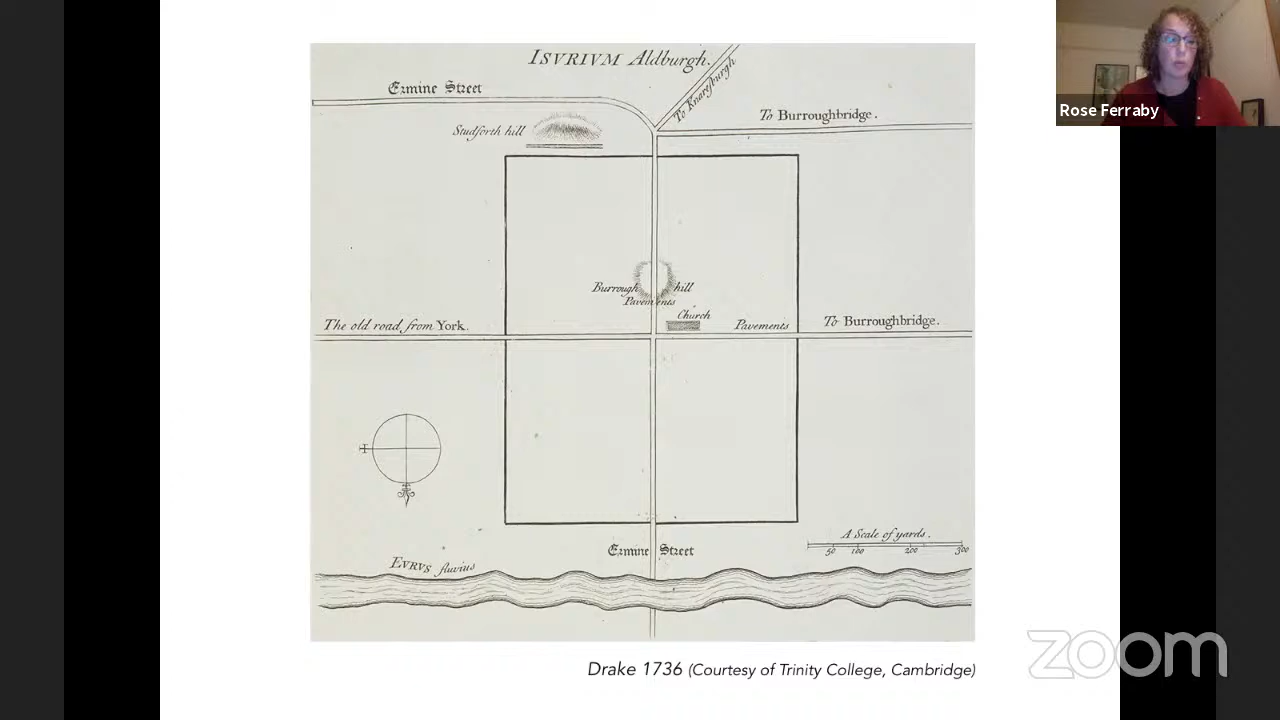 ISVRIVM Aldburgh.
To Knaresburgh
Ermine Street
To Burroughbridge.
Studforth hill
Burrough hill
Pavements
Church
The old road from York.
Pavements
To Burroughbridge.
A Scale of yards.
50 100 200 300
Ermine Street
EVRVS fluvius
Drake 1736 (Courtesy of Trinity College, Cambridge)
Rose Ferraby
zoom